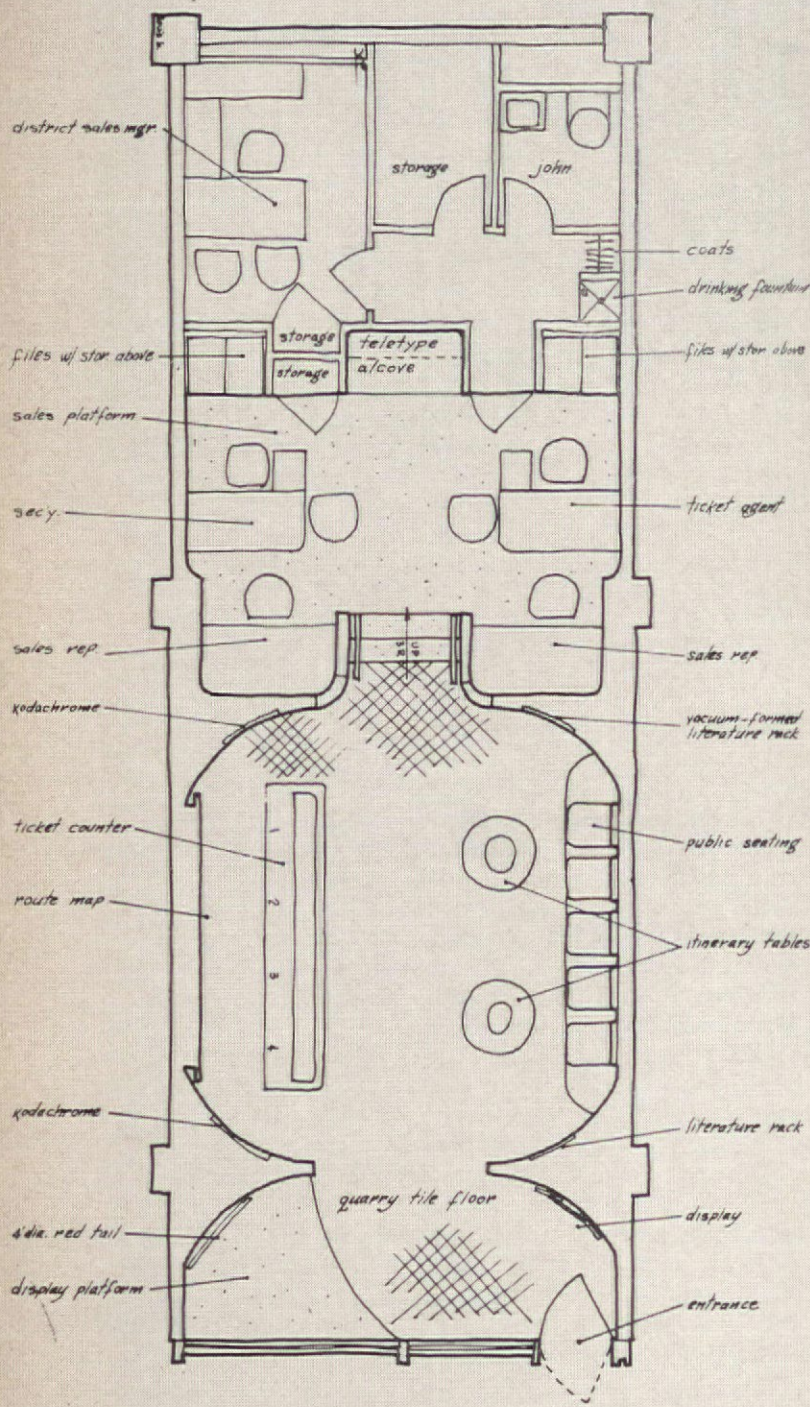 district sales mgr.
storage
john
coats
drinking fountain
files w/ stor above
storage
storage
teletype
alcove
files w/ stor above
sales platform
secy.
ticket agent
sales rep.
UP
sales rep
kodachrome
vacuum-formed
literature rack
ticket counter
1
2
3
4
public seating
route map
itinerary tables
kodachrome
literature rack
quarry tile floor
4' dia. red tail
display
display platform
entrance